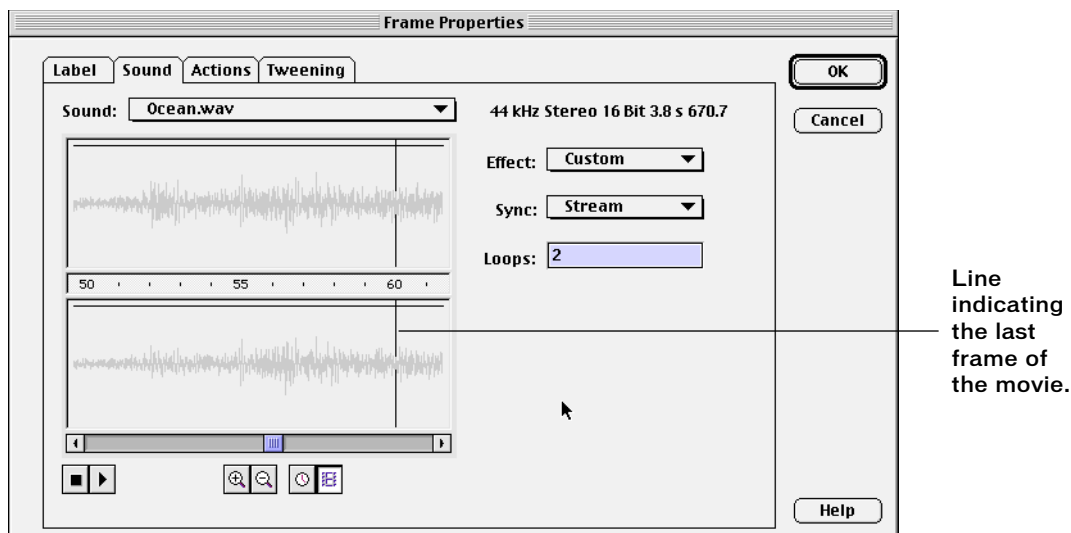 Frame Properties
Label Sound Actions Tweening
OK
Sound: Ocean.wav
44 kHz Stereo 16 Bit 3.8 s 670.7
Cancel
Effect: Custom
Sync: Stream
Loops: 2
50 55 60
Line
indicating
the last
frame of
the movie.
Help